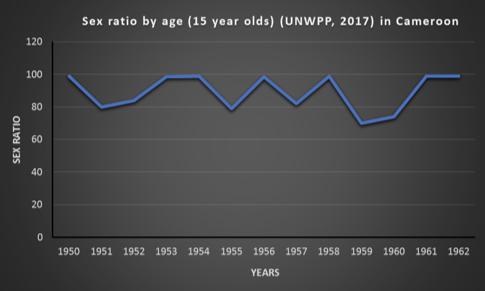 Sex ratio by age (15 year olds) (UNWPP, 2017) in Cameroon
120
100
80
60
40
20
0
SEX RATIO
1950 1951 1952 1953 1954 1955 1956 1957 1958 1959 1960 1961 1962
YEARS